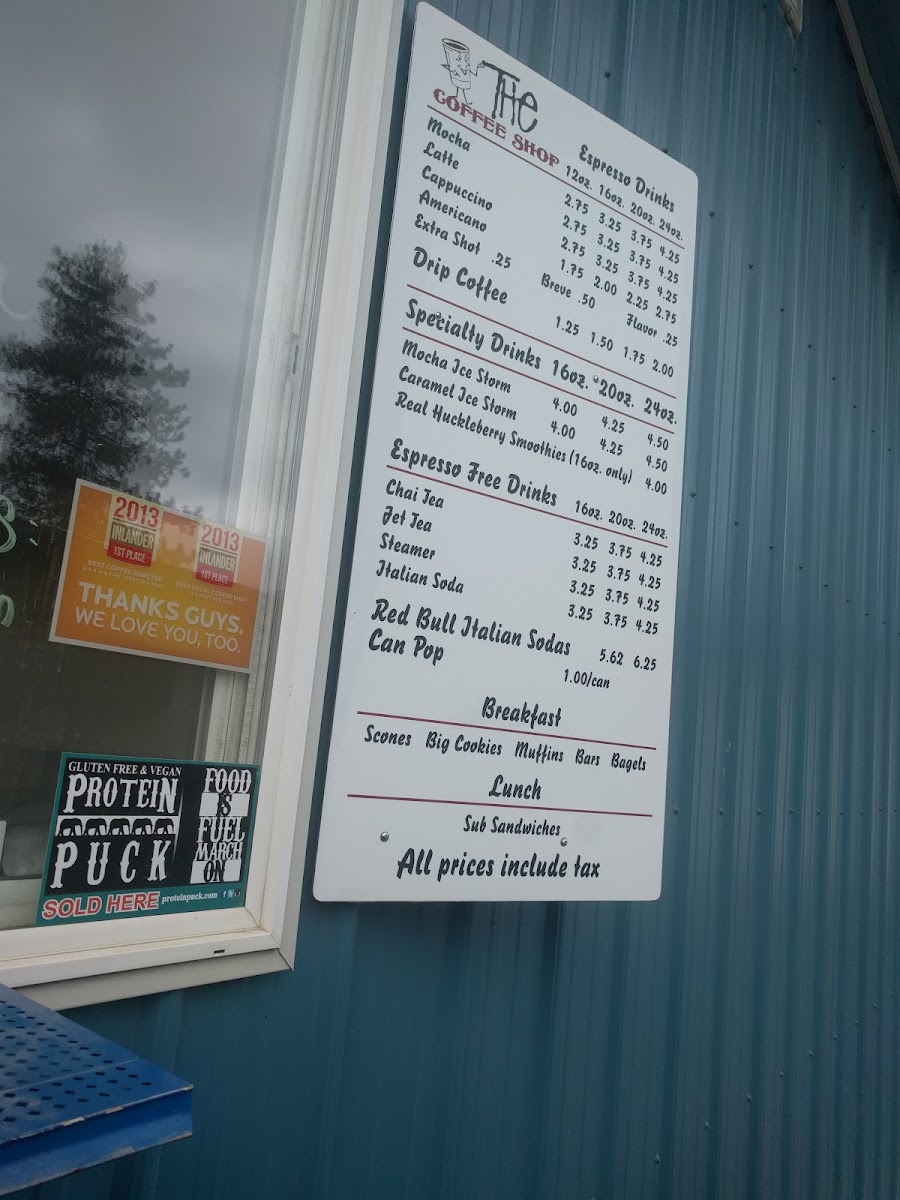 THE
COFFEE SHOP
Espresso Drinks
12oz. 16oz. 20oz. 24oz.
Mocha 2.75 3.25 3.75 4.25
Latte 2.75 3.25 3.75 4.25
Cappuccino 2.75 3.25 3.75 4.25
Americano 1.75 2.00 2.25 2.75
Extra Shot .25 Breve .50 Flavor .25
Drip Coffee 1.25 1.50 1.75 2.00
Specialty Drinks 16oz. 20oz. 24oz.
Mocha Ice Storm 4.00 4.25 4.50
Caramel Ice Storm 4.00 4.25 4.50
Real Huckleberry Smoothies (16oz. only) 4.00
Espresso Free Drinks 16oz. 20oz. 24oz.
Chai Tea 3.25 3.75 4.25
Jet Tea 3.25 3.75 4.25
Steamer 3.25 3.75 4.25
Italian Soda 3.25 3.75 4.25
Red Bull Italian Sodas 5.62 6.25
Can Pop 1.00/can
Breakfast
Scones Big Cookies Muffins Bars Bagels
Lunch
Sub Sandwiches
All prices include tax
2013 2013
INLANDER INLANDER
1ST PLACE 1ST PLACE
BEST COFFEE ROASTER BEST LOCAL COFFEE SHOP
THANKS GUYS.
WE LOVE YOU, TOO.
GLUTEN FREE & VEGAN
PROTEIN
PUCK
FOOD
IS
FUEL
MARCH
ON
SOLD HERE proteinpuck.com